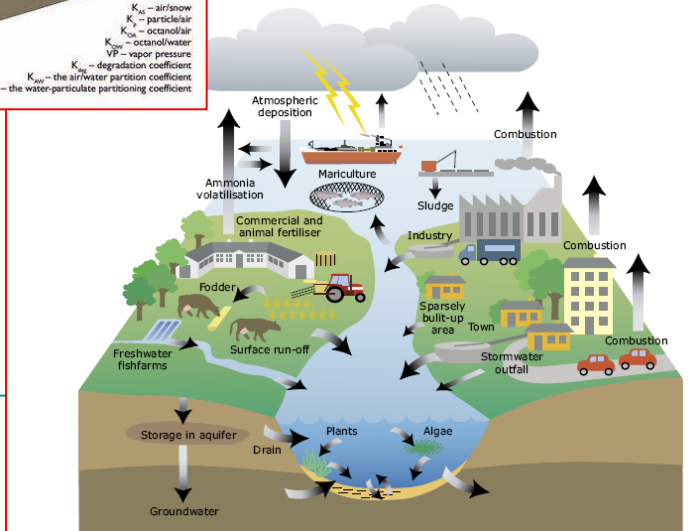 K_AS – air/snow
K_P – particle/air
K_OA – octanol/air
K_OW – octanol/water
VP – vapor pressure
K_deg – degradation coefficient
K_AW – the air/water partition coefficient
– the water-particulate partitioning coefficient
Atmospheric
deposition
Combustion
Mariculture
Ammonia
volatilisation
Sludge
Commercial and
animal fertiliser
Industry
Combustion
Fodder
Sparsely
bulit-up
area
Town
Combustion
Freshwater
fishfarms
Surface run-off
Stormwater
outfall
Storage in aquifer
Plants
Algae
Drain
Groundwater